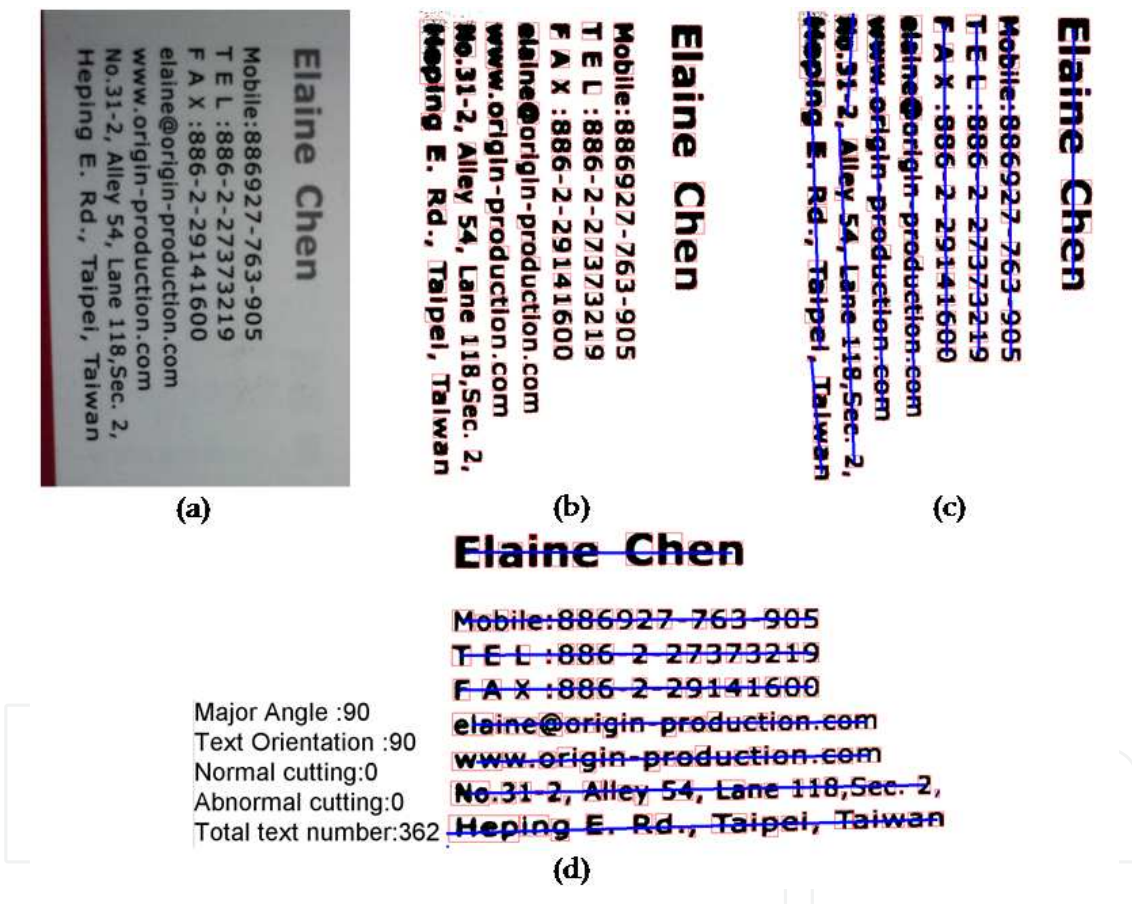 Elaine Chen
Mobile:886927-763-905
T E L :886-2-27373219
F A X :886-2-29141600
elaine@origin-production.com
www.origin-production.com
No.31-2, Alley 54, Lane 118,Sec. 2,
Heping E. Rd., Taipei, Taiwan
(a)
Elaine Chen
Mobile:886927-763-905
T E L :886-2-27373219
F A X :886-2-29141600
elaine@origin-production.com
www.origin-production.com
No.31-2, Alley 54, Lane 118,Sec. 2,
Heping E. Rd., Taipei, Taiwan
(b)
Elaine Chen
Mobile:886927-763-905
T E L :886-2-27373219
F A X :886-2-29141600
elaine@origin-production.com
www.origin-production.com
No.31-2, Alley 54, Lane 118,Sec. 2,
Heping E. Rd., Taipei, Taiwan
(c)
Elaine Chen
Mobile:886927-763-905
T E L :886-2-27373219
F A X :886-2-29141600
elaine@origin-production.com
www.origin-production.com
No.31-2, Alley 54, Lane 118,Sec. 2,
Heping E. Rd., Taipei, Taiwan
Major Angle :90
Text Orientation :90
Normal cutting:0
Abnormal cutting:0
Total text number:362
(d)